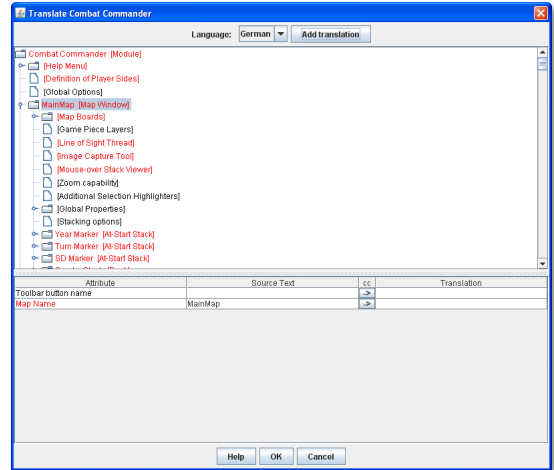 Translate Combat Commander
Language: German Add translation
Combat Commander [Module]
[Help Menu]
[Definition of Player Sides]
[Global Options]
MainMap [Map Window]
[Map Boards]
[Game Piece Layers]
[Line of Sight Thread]
[Image Capture Tool]
[Mouse-over Stack Viewer]
[Zoom capability]
[Additional Selection Highlighters]
[Global Properties]
[Stacking options]
Year Marker [At-Start Stack]
Turn Marker [At-Start Stack]
SD Marker [At-Start Stack]
Attribute Source Text cc Translation
Toolbar button name ->
Map Name MainMap ->
Help OK Cancel